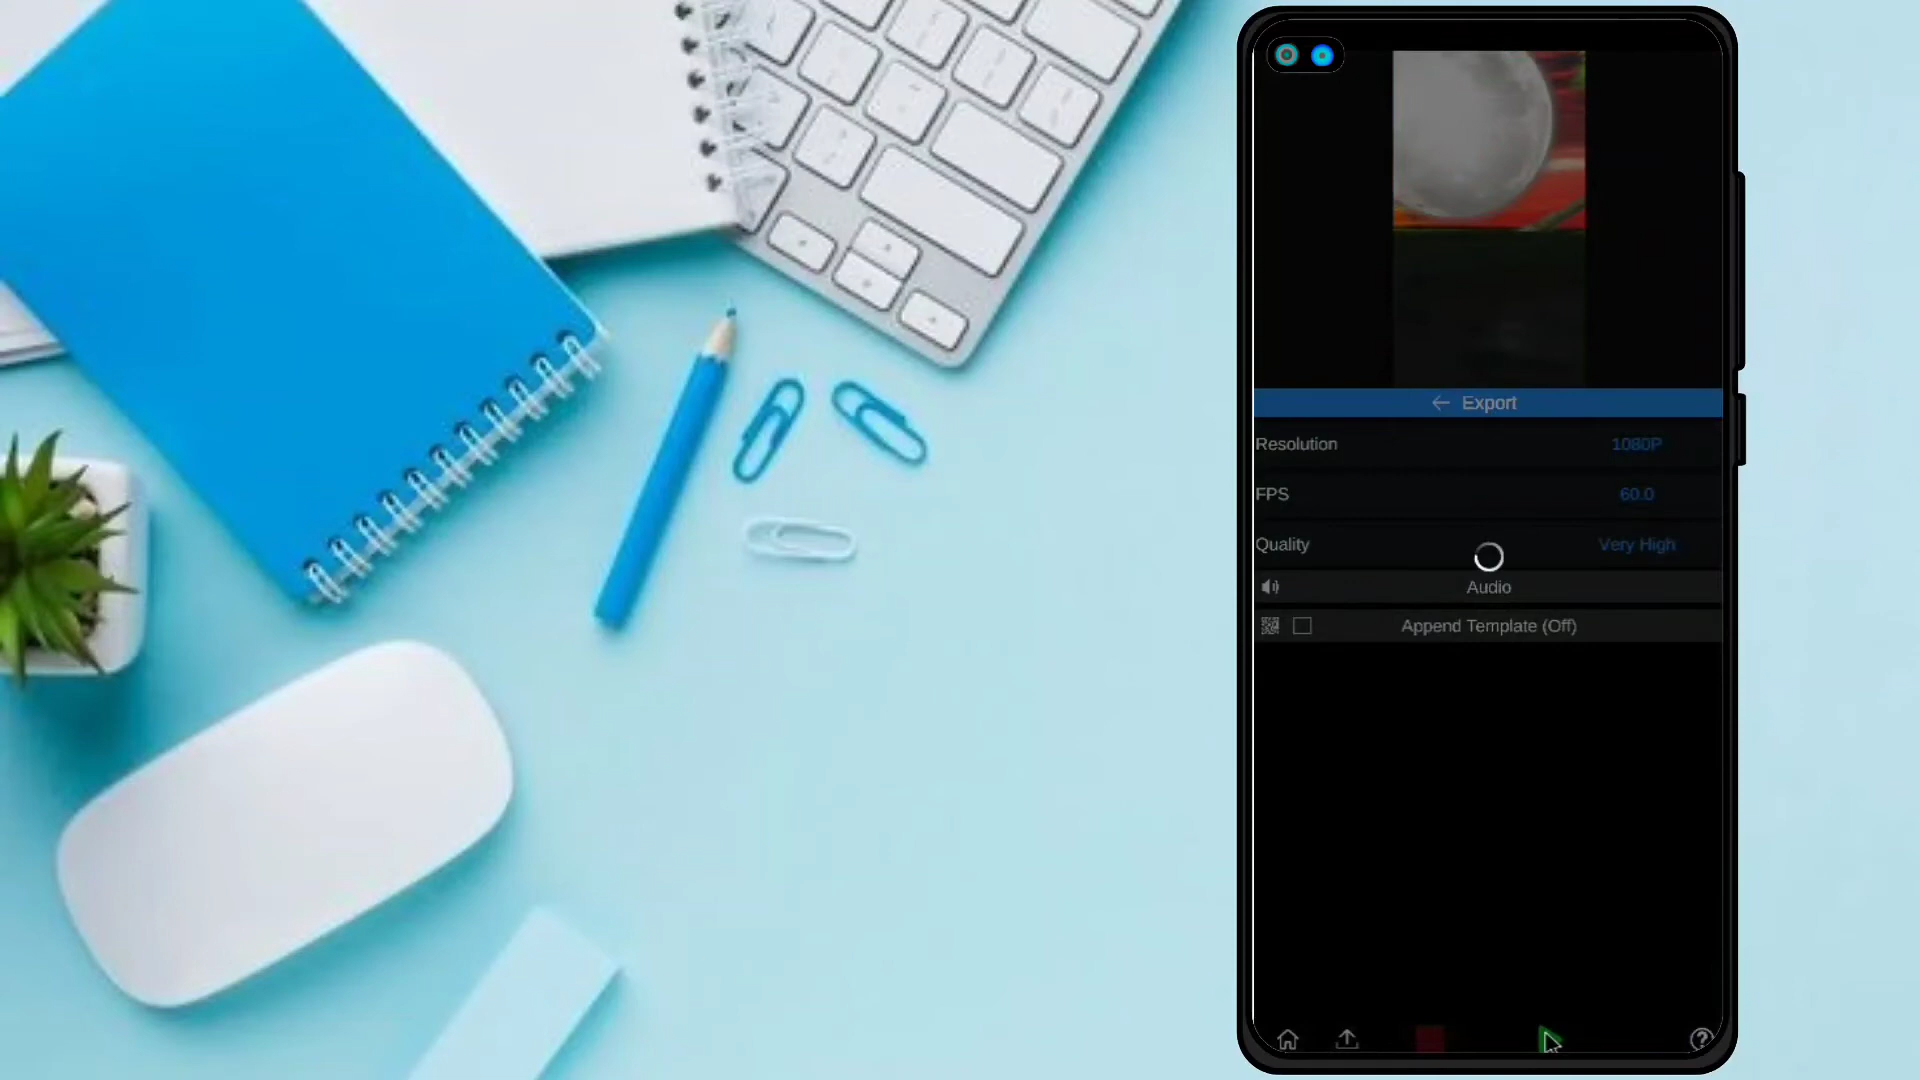 Export
Resolution 1080P
FPS 60.0
Quality Very High
Audio
Append Template (Off)